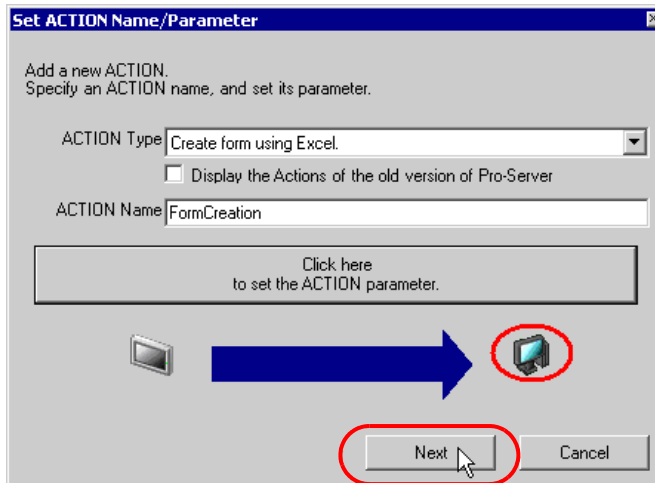 Set ACTION Name/Parameter
Add a new ACTION.
Specify an ACTION name, and set its parameter.
ACTION Type Create form using Excel.
Display the Actions of the old version of Pro-Server
ACTION Name FormCreation
Click here
to set the ACTION parameter.
Next Cancel